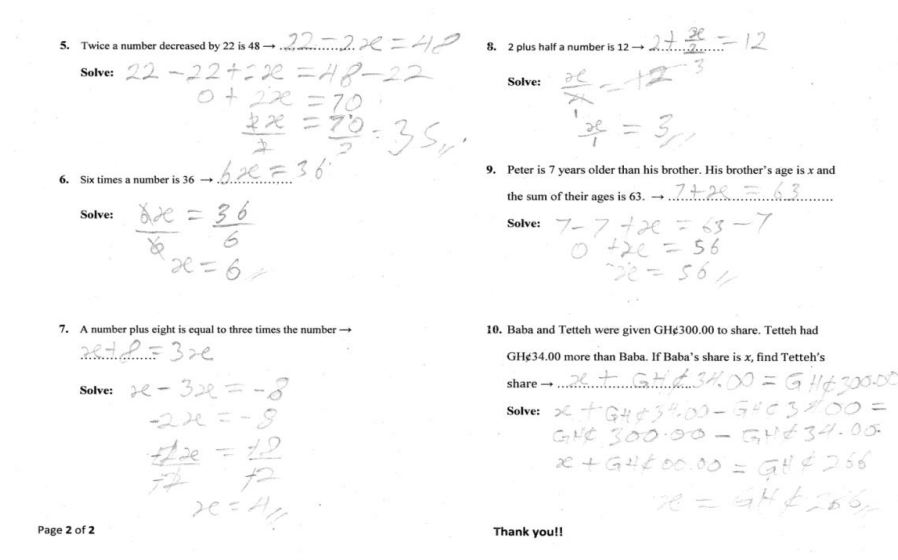 5. Twice a number decreased by 22 is 48 → 22 - 2x = 48
Solve: 22 - 22 + 2x = 48 - 22
0 + 2x = 70
2x/2 = 70/2 = 35
6. Six times a number is 36 → 6x = 36
Solve: 6x/6 = 36/6
x = 6
7. A number plus eight is equal to three times the number →
x + 8 = 3x
Solve: x - 3x = -8
-2x = -8
-2x/-2 = -8/-2
x = 4
Page 2 of 2
8. 2 plus half a number is 12 → 2 + x/2 = 12
Solve: x = 12 3
x/1 = 3
9. Peter is 7 years older than his brother. His brother's age is x and
the sum of their ages is 63. → 7 + x = 63
Solve: 7 - 7 + x = 63 - 7
0 + x = 56
x = 56
10. Baba and Tetteh were given GH¢300.00 to share. Tetteh had
GH¢34.00 more than Baba. If Baba's share is x, find Tetteh's
share → x + GH¢34.00 = GH¢300.00
Solve: x + GH¢34.00 - GH¢34.00 =
GH¢ 300.00 - GH¢34.00
x + GH¢00.00 = GH¢266
x = GH¢266
Thank you!!